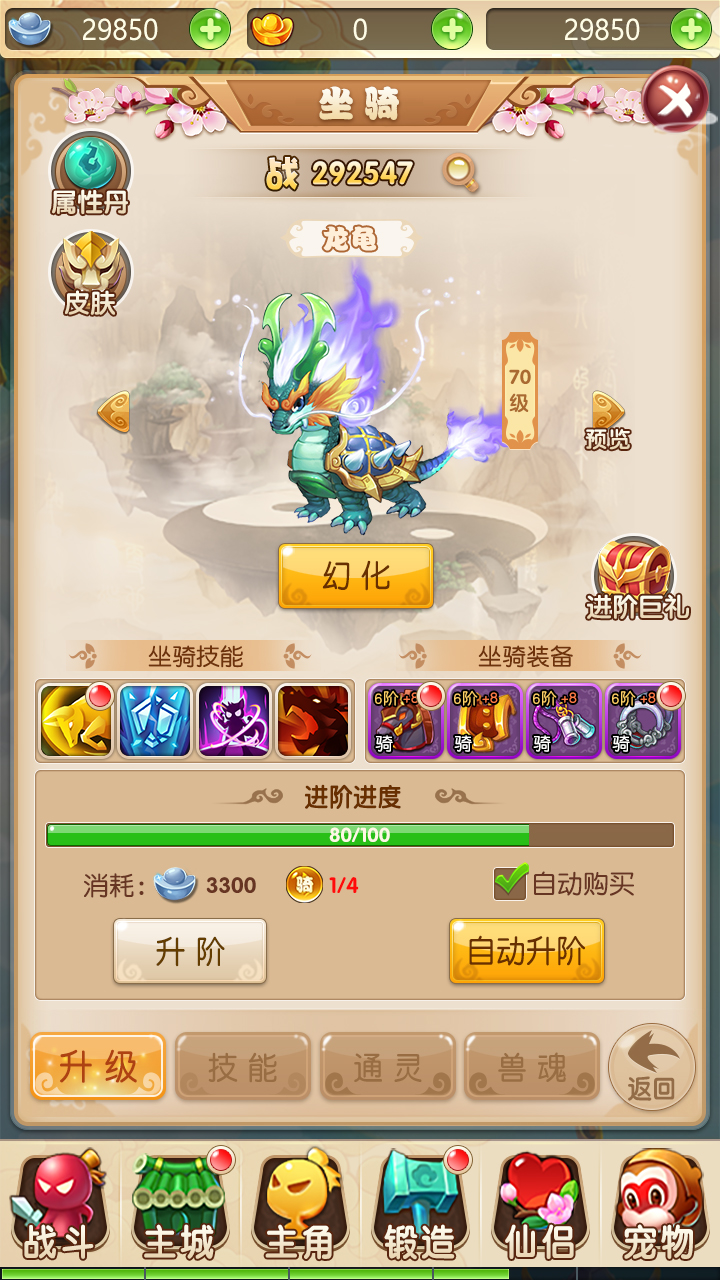 29850
0
29850
坐骑
属性丹
战 292547
龙龟
皮肤
70级
预览
幻化
进阶巨礼
坐骑技能
坐骑装备
6阶+8
骑
6阶+8
骑
6阶+8
骑
6阶+8
骑
进阶进度
80/100
消耗: 3300 骑 1/4
自动购买
升阶
自动升阶
升级
技能
通灵
兽魂
返回
战斗
主城
主角
锻造
仙侣
宠物